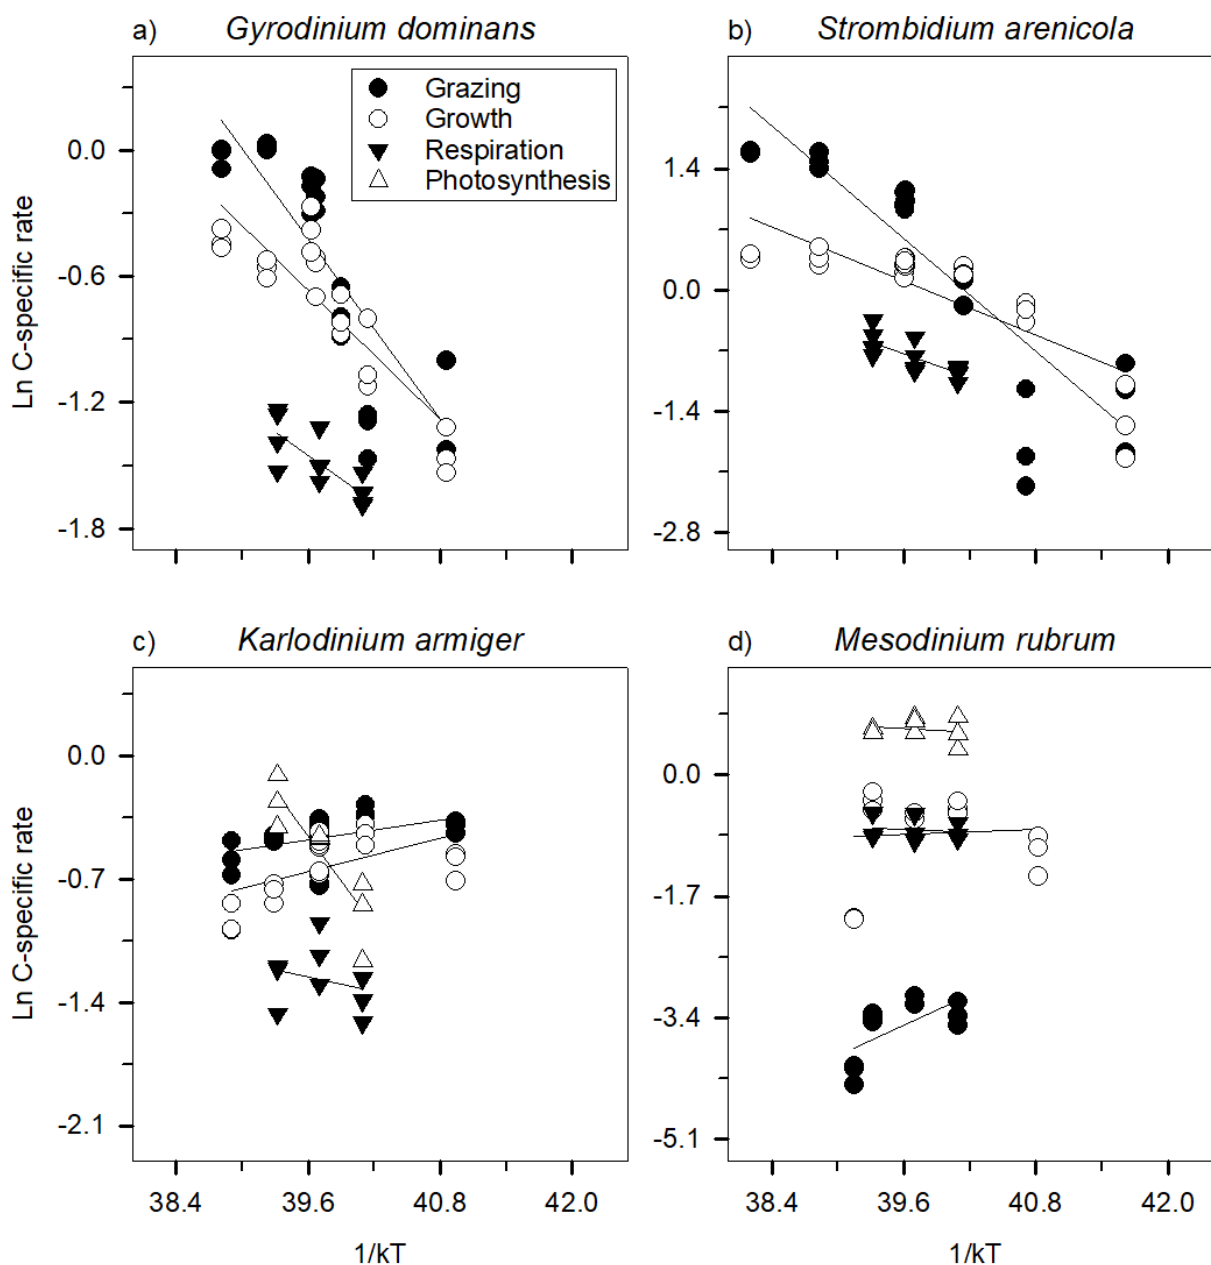 a) Gyrodinium dominans
b) Strombidium arenicola
Grazing
Growth
Respiration
Photosynthesis
Ln C-specific rate
0.0
-0.6
-1.2
-1.8
1.4
0.0
-1.4
-2.8
c) Karlodinium armiger
d) Mesodinium rubrum
Ln C-specific rate
0.0
-0.7
-1.4
-2.1
0.0
-1.7
-3.4
-5.1
38.4 39.6 40.8 42.0
38.4 39.6 40.8 42.0
1/kT
1/kT